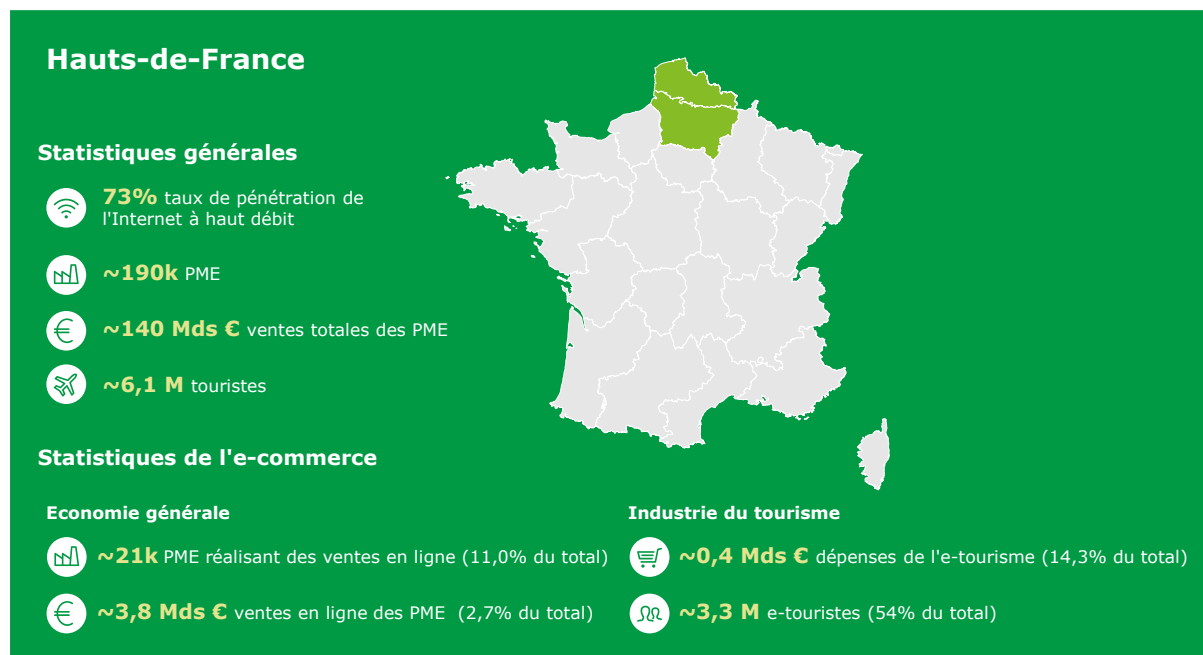 Hauts-de-France
Statistiques générales
73% taux de pénétration de
l'Internet à haut débit
~190k PME
~140 Mds € ventes totales des PME
~6,1 M touristes
Statistiques de l'e-commerce
Economie générale
~21k PME réalisant des ventes en ligne (11,0% du total)
~3,8 Mds € ventes en ligne des PME (2,7% du total)
Industrie du tourisme
~0,4 Mds € dépenses de l'e-tourisme (14,3% du total)
~3,3 M e-touristes (54% du total)